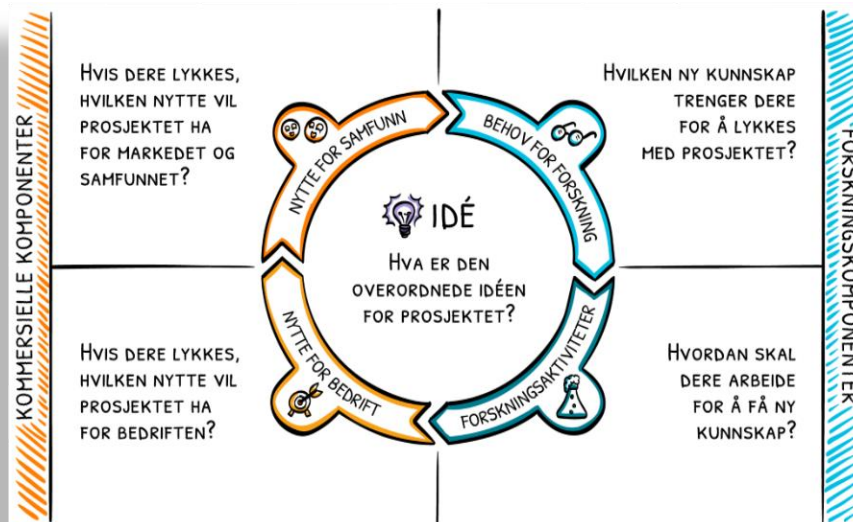 KOMMERSIELLE KOMPONENTER
HVIS DERE LYKKES,
HVILKEN NYTTE VIL
PROSJEKTET HA
FOR MARKEDET OG
SAMFUNNET?
NYTTE FOR SAMFUNN
BEHOV FOR FORSKNING
HVILKEN NY KUNNSKAP
TRENGER DERE
FOR Å LYKKES
MED PROSJEKTET?
FORSKNINGSKOMPONENTER
IDÉ
HVA ER DEN
OVERORDNEDE IDÉEN
FOR PROSJEKTET?
HVIS DERE LYKKES,
HVILKEN NYTTE VIL
PROSJEKTET HA
FOR BEDRIFTEN?
NYTTE FOR BEDRIFT
FORSKNINGSAKTIVITETER
HVORDAN SKAL
DERE ARBEIDE
FOR Å FÅ NY
KUNNSKAP?